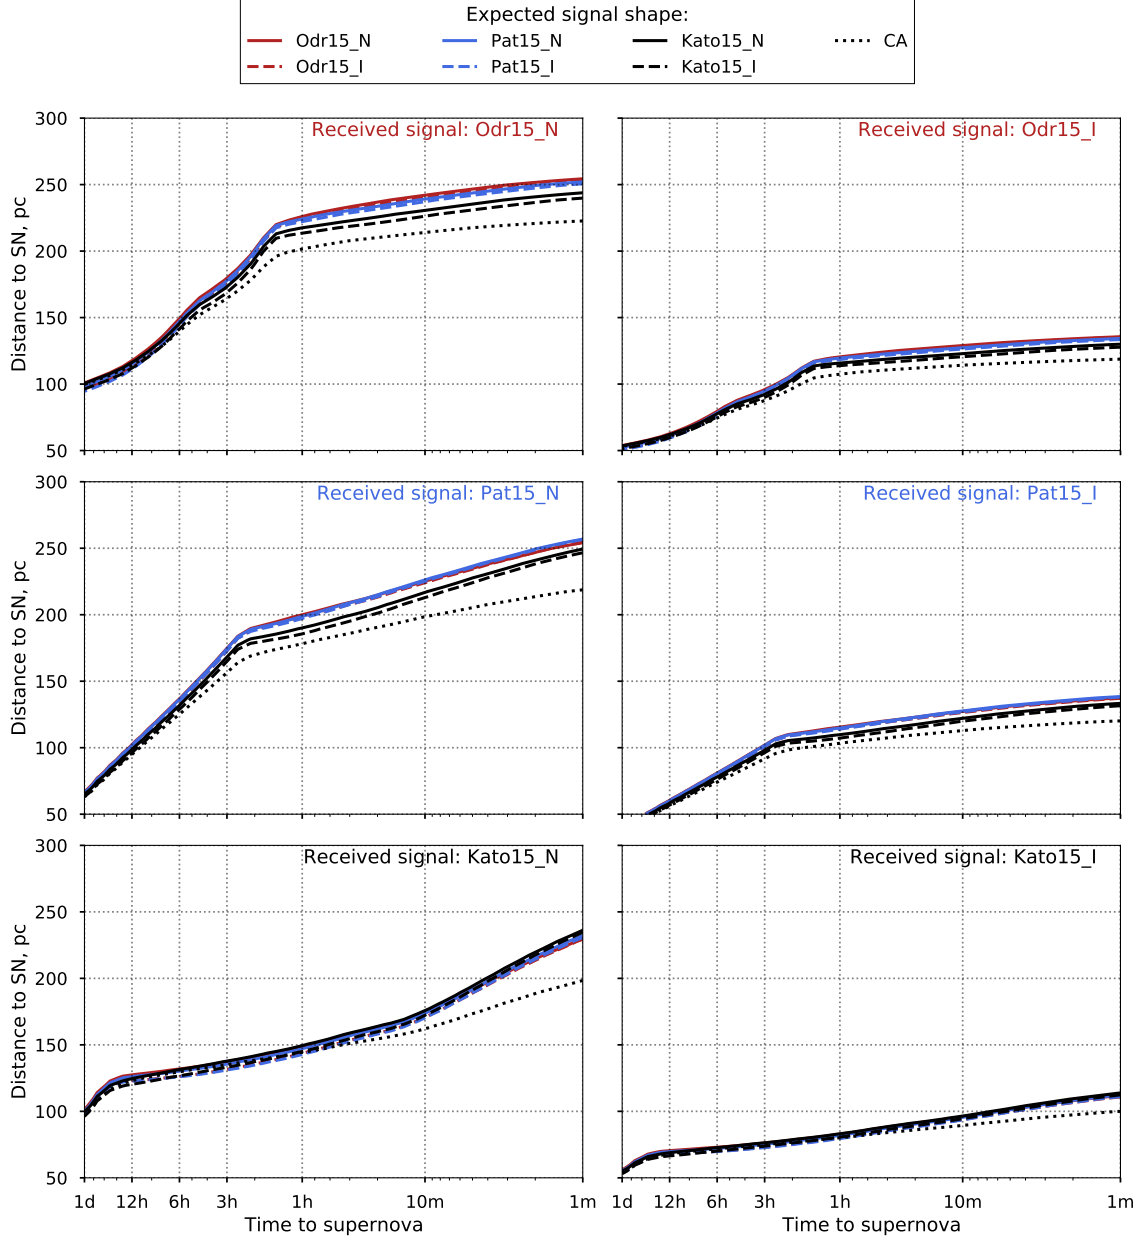 Expected signal shape:
Odr15_N Pat15_N Kato15_N CA
Odr15_I Pat15_I Kato15_I
Received signal: Odr15_N
300
250
200
150
100
50
Distance to SN, pc
Received signal: Odr15_I
Received signal: Pat15_N
300
250
200
150
100
50
Distance to SN, pc
Received signal: Pat15_I
Received signal: Kato15_N
300
250
200
150
100
50
Distance to SN, pc
1d 12h 6h 3h 1h 10m 1m
Time to supernova
Received signal: Kato15_I
1d 12h 6h 3h 1h 10m 1m
Time to supernova